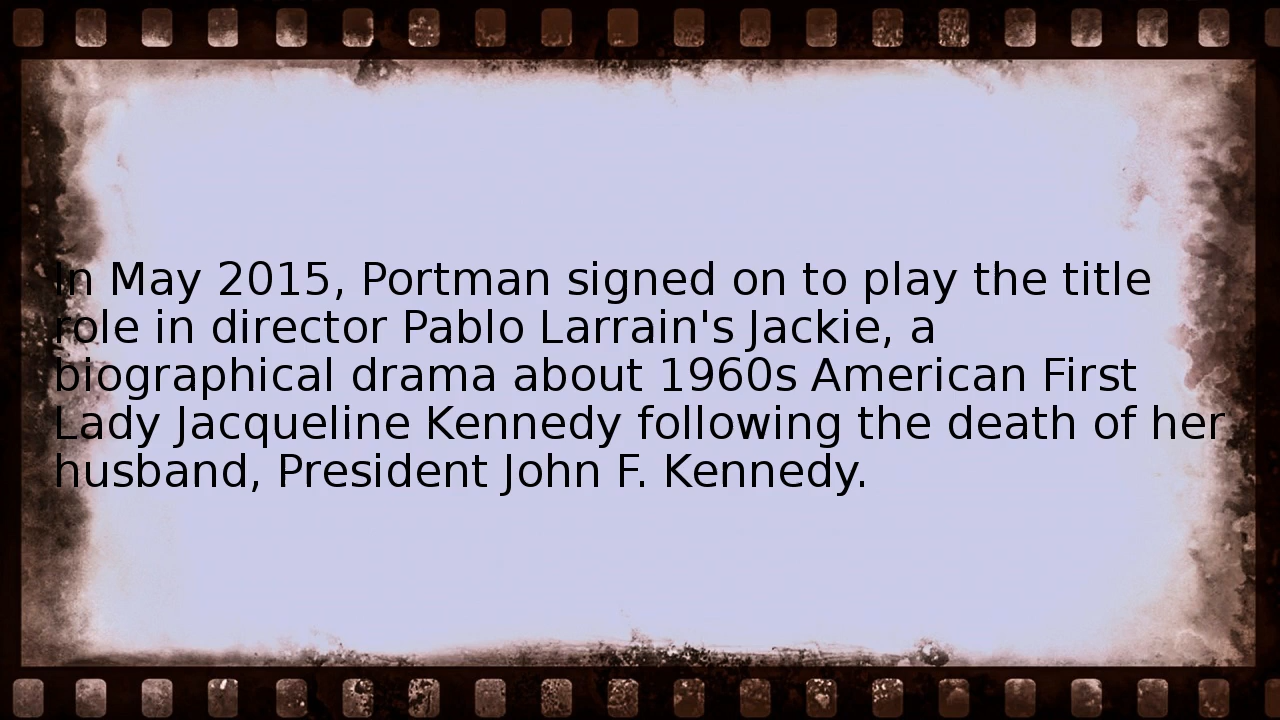 In May 2015, Portman signed on to play the title
role in director Pablo Larrain's Jackie, a
biographical drama about 1960s American First
Lady Jacqueline Kennedy following the death of her
husband, President John F. Kennedy.